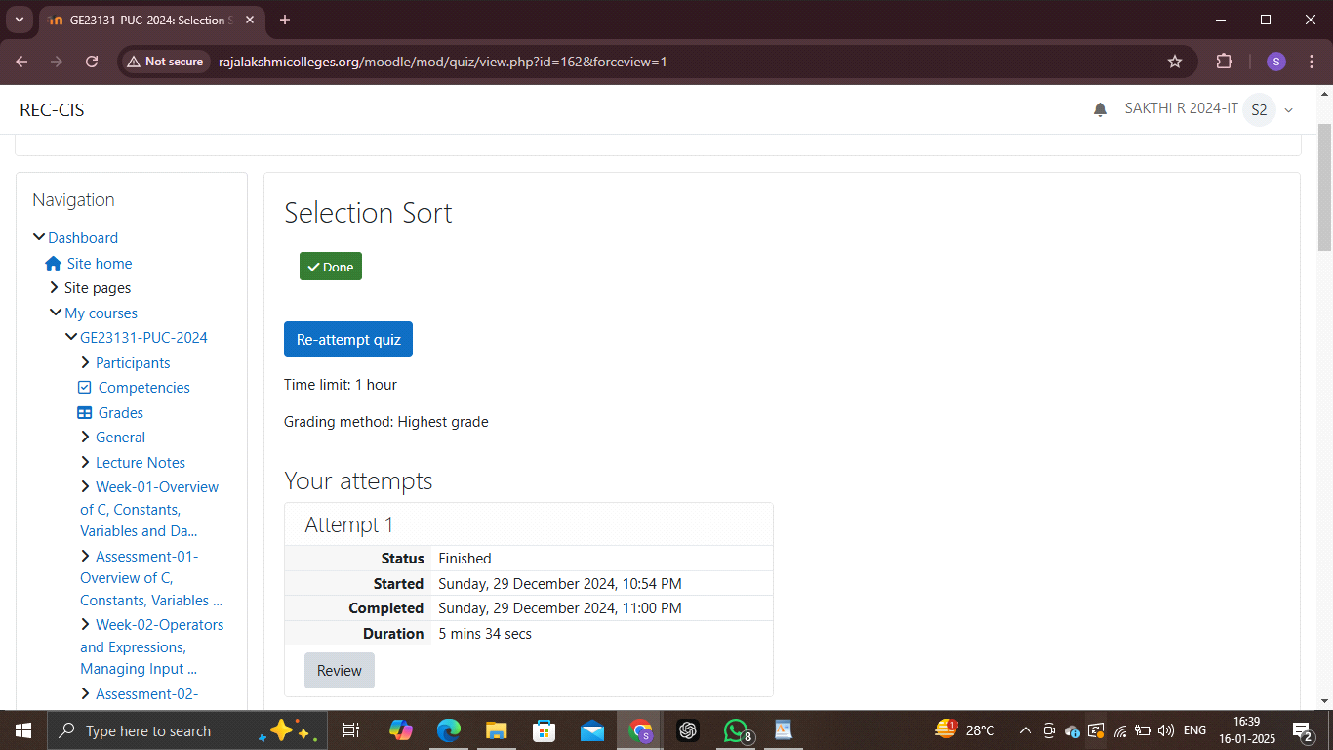 GE23131-PUC-2024: Selection S
Not secure
rajalakshmicolleges.org/moodle/mod/quiz/view.php?id=162&forceview=1
S
REC-CIS
SAKTHI R 2024-IT
S2
Navigation
Dashboard
Site home
Site pages
My courses
GE23131-PUC-2024
Participants
Competencies
Grades
General
Lecture Notes
Week-01-Overview
of C, Constants,
Variables and Da...
Assessment-01-
Overview of C,
Constants, Variables ...
Week-02-Operators
and Expressions,
Managing Input ...
Assessment-02-
Selection Sort
Done
Re-attempt quiz
Time limit: 1 hour
Grading method: Highest grade
Your attempts
Attempt 1
Status Finished
Started Sunday, 29 December 2024, 10:54 PM
Completed Sunday, 29 December 2024, 11:00 PM
Duration 5 mins 34 secs
Review
Type here to search
8
1
28°C
ENG
16:39
16-01-2025
2